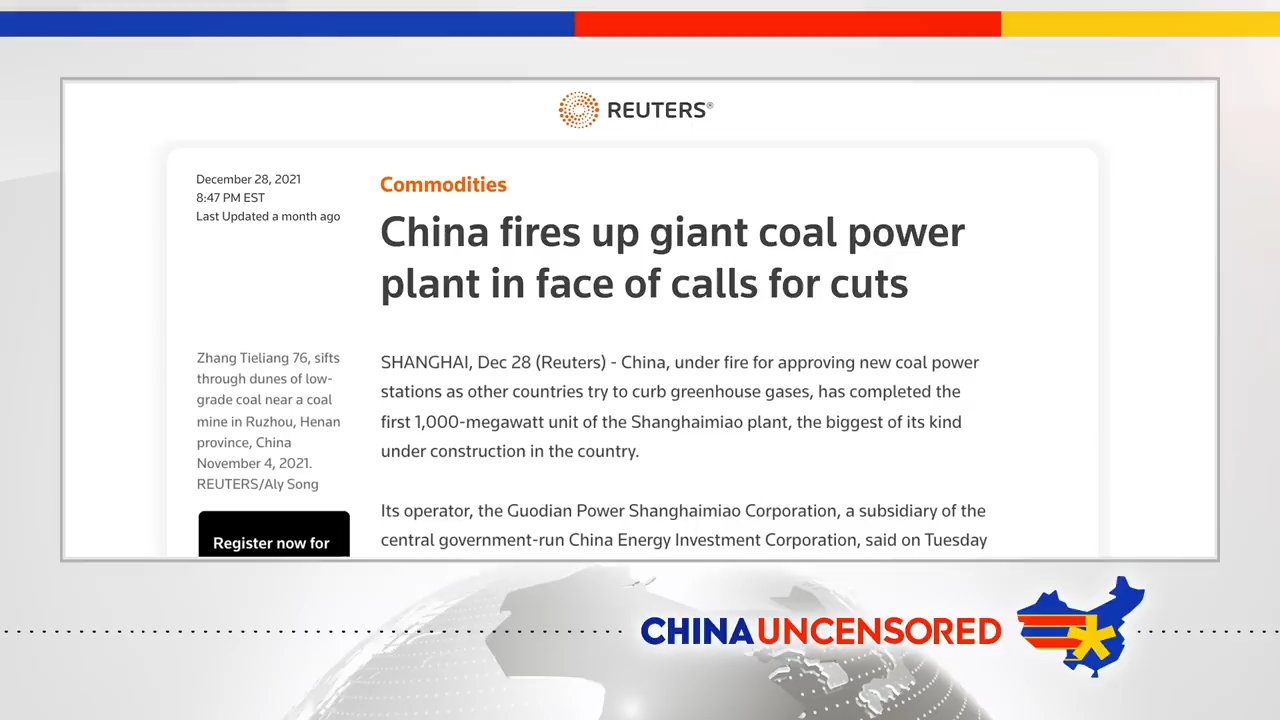 REUTERS®
December 28, 2021
8:47 PM EST
Last Updated a month ago
Commodities
China fires up giant coal power
plant in face of calls for cuts
Zhang Tieliang 76, sifts
through dunes of low-
grade coal near a coal
mine in Ruzhou, Henan
province, China
November 4, 2021.
REUTERS/Aly Song
Register now for
SHANGHAI, Dec 28 (Reuters) - China, under fire for approving new coal power
stations as other countries try to curb greenhouse gases, has completed the
first 1,000-megawatt unit of the Shanghaimiao plant, the biggest of its kind
under construction in the country.
Its operator, the Guodian Power Shanghaimiao Corporation, a subsidiary of the
central government-run China Energy Investment Corporation, said on Tuesday
CHINA UNCENSORED